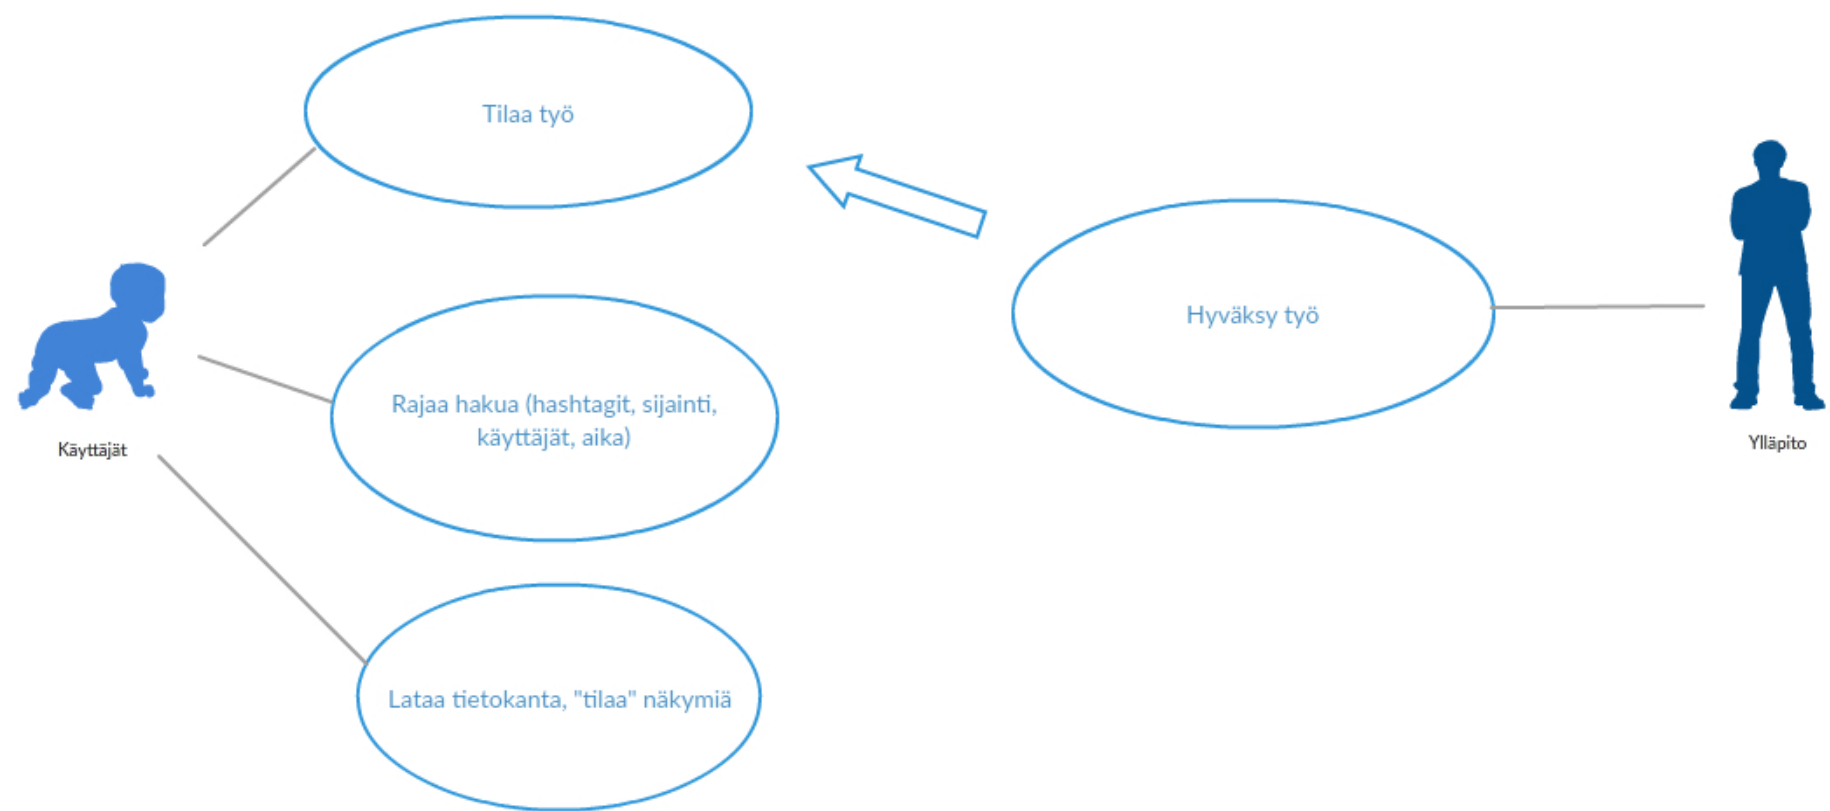 Tilaa työ
Hyväksy työ
Rajaa hakua (hashtagit, sijainti,
käyttäjät, aika)
Käyttäjät
Ylläpito
Lataa tietokanta, "tilaa" näkymiä